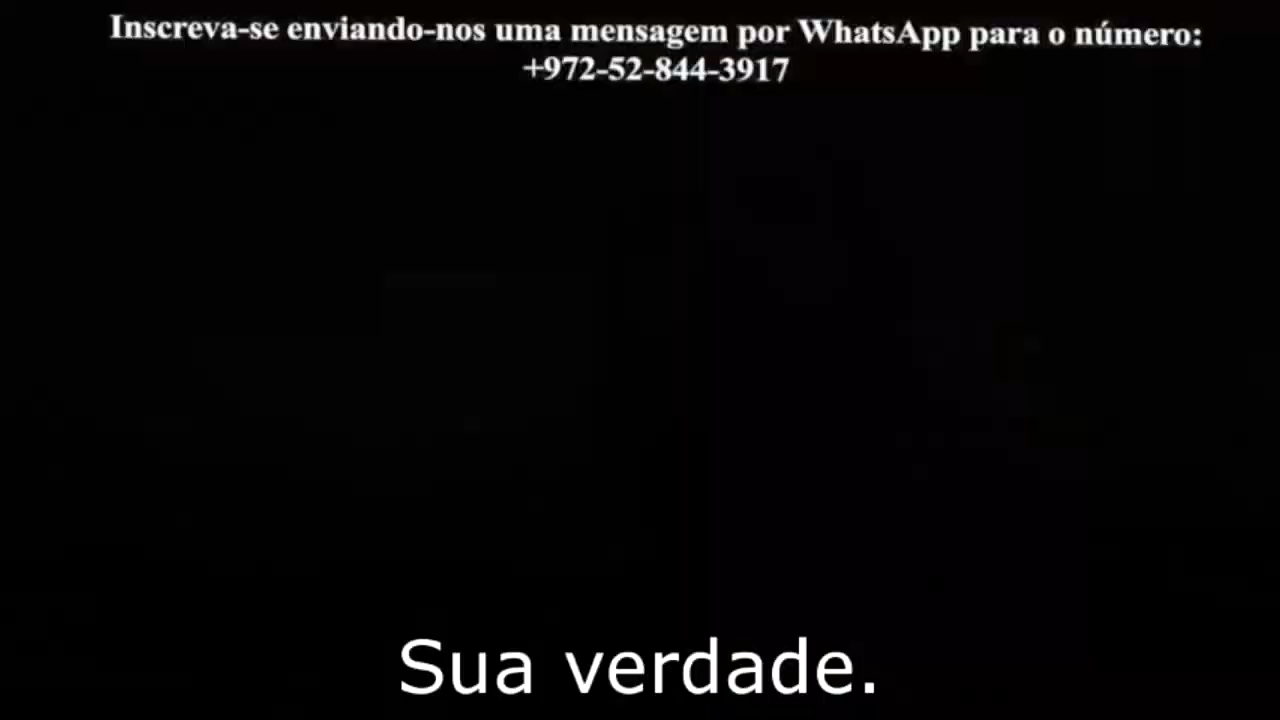 Inscreva-se enviando-nos uma mensagem por WhatsApp para o número:
+972-52-844-3917
Sua verdade.